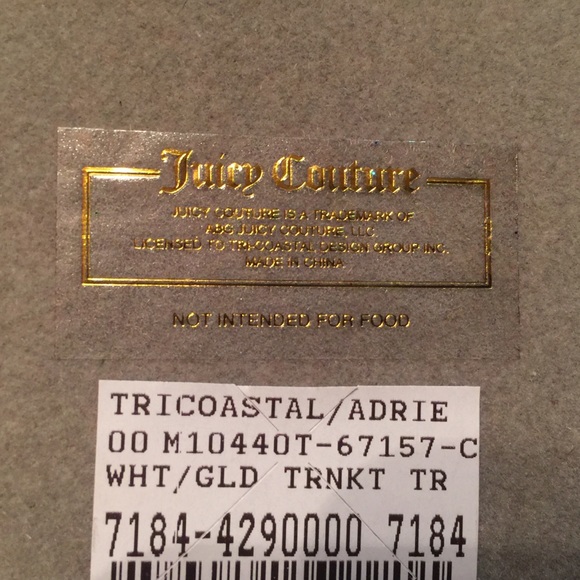 Juicy Couture
JUICY COUTURE IS A TRADEMARK OF
ABG JUICY COUTURE, LLC.
LICENSED TO TRI-COASTAL DESIGN GROUP INC.
MADE IN CHINA
NOT INTENDED FOR FOOD
TRICOASTAL/ADRIE
00 M10440T-67157-C
WHT/GLD TRNKT TR
7184-4290000 7184